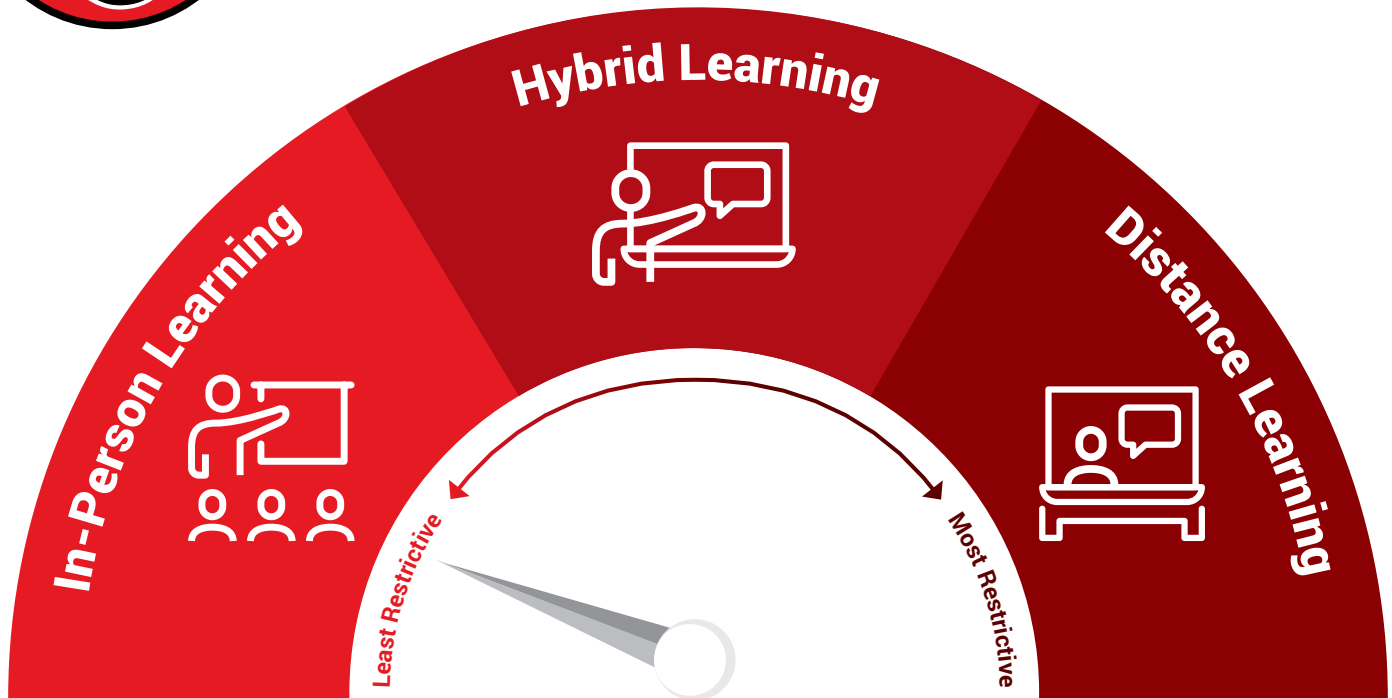 Hybrid Learning
In-Person Learning
Distance Learning
Least Restrictive
Most Restrictive